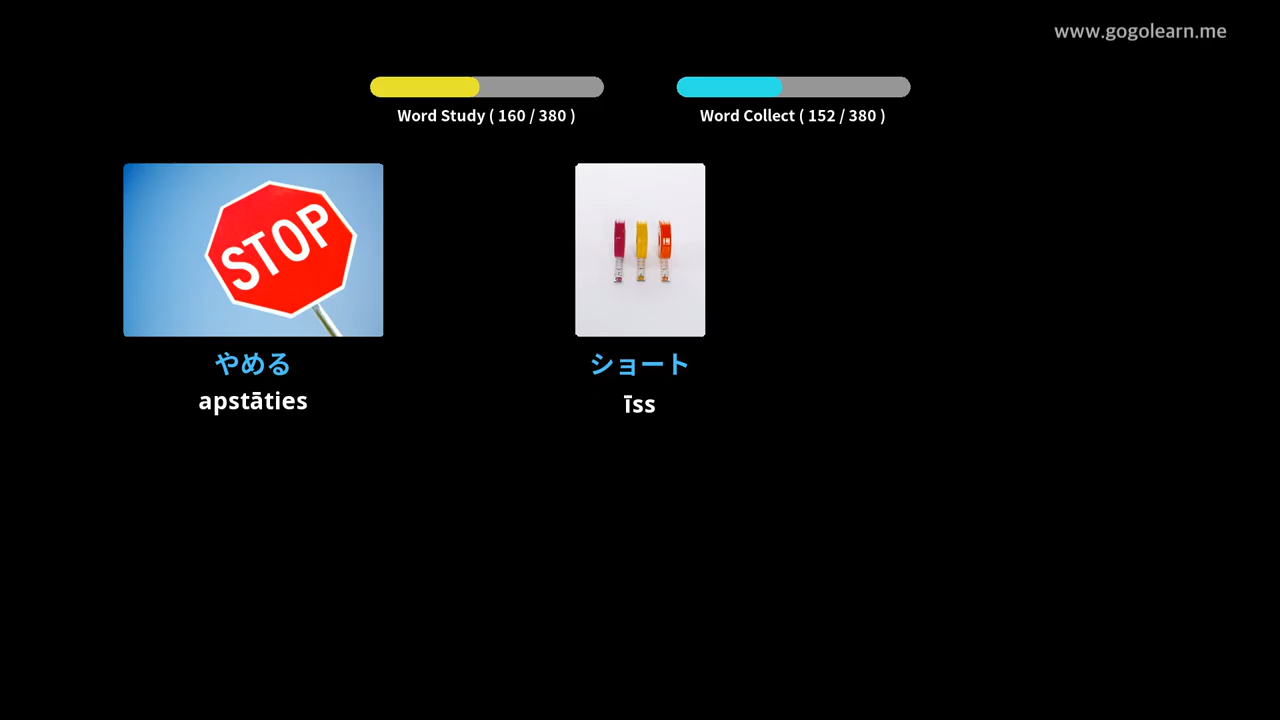 www.gogolearn.me
Word Study ( 160 / 380 )
Word Collect ( 152 / 380 )
STOP
やめる
apstāties
ショート
īss